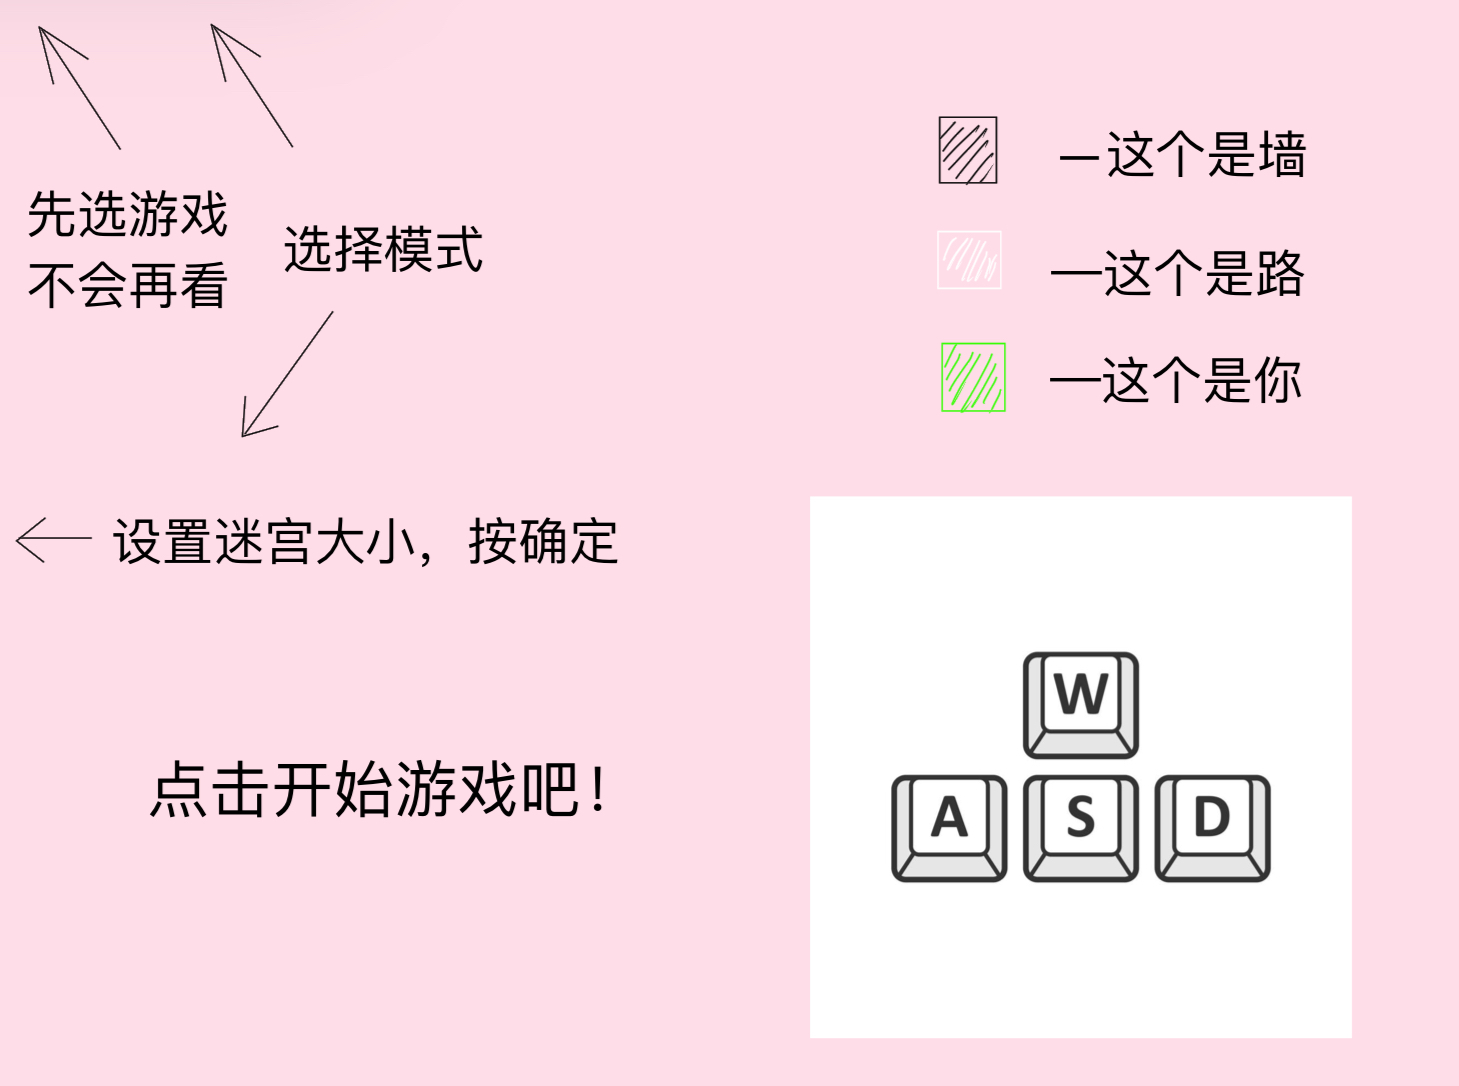 先选游戏
不会再看
选择模式
设置迷宫大小，按确定
点击开始游戏吧！
—这个是墙
—这个是路
—这个是你
W
A S D